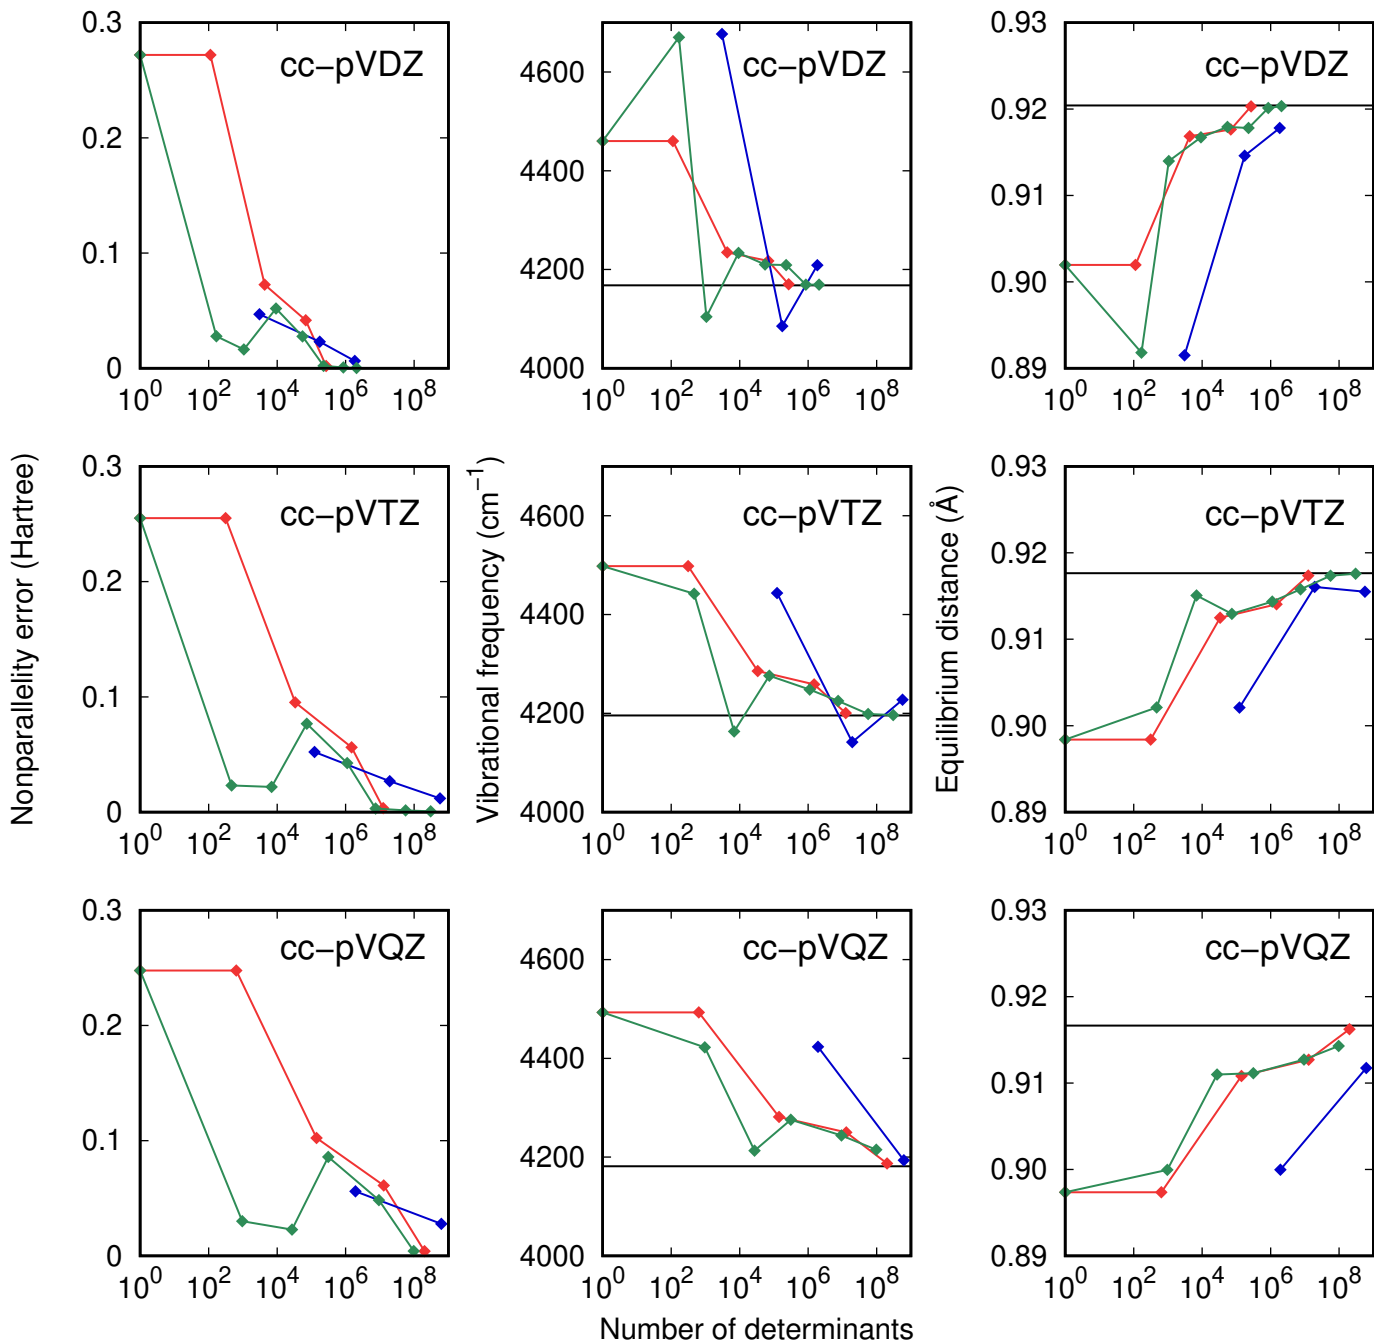 0.3
0.2
0.1
0
cc−pVDZ
10^0 10^2 10^4 10^6 10^8
4600
4400
4200
4000
cc−pVDZ
10^0 10^2 10^4 10^6 10^8
0.93
0.92
0.91
0.90
0.89
cc−pVDZ
10^0 10^2 10^4 10^6 10^8
Nonparallelity error (Hartree)
0.3
0.2
0.1
0
cc−pVTZ
10^0 10^2 10^4 10^6 10^8
Vibrational frequency (cm^−1)
4600
4400
4200
4000
cc−pVTZ
10^0 10^2 10^4 10^6 10^8
Equilibrium distance (Å)
0.93
0.92
0.91
0.90
0.89
cc−pVTZ
10^0 10^2 10^4 10^6 10^8
0.3
0.2
0.1
0
cc−pVQZ
10^0 10^2 10^4 10^6 10^8
4600
4400
4200
4000
cc−pVQZ
10^0 10^2 10^4 10^6 10^8
0.93
0.92
0.91
0.90
0.89
cc−pVQZ
10^0 10^2 10^4 10^6 10^8
Number of determinants